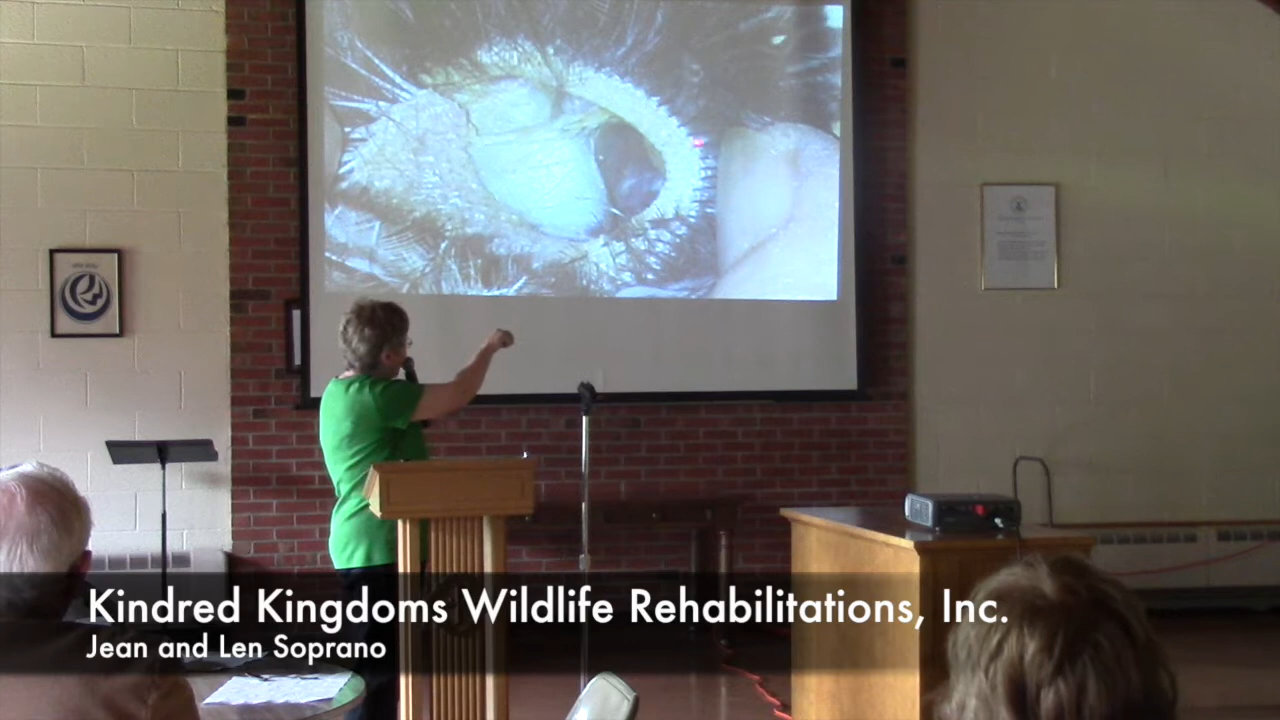 Kindred Kingdoms Wildlife Rehabilitations, Inc.
Jean and Len Soprano